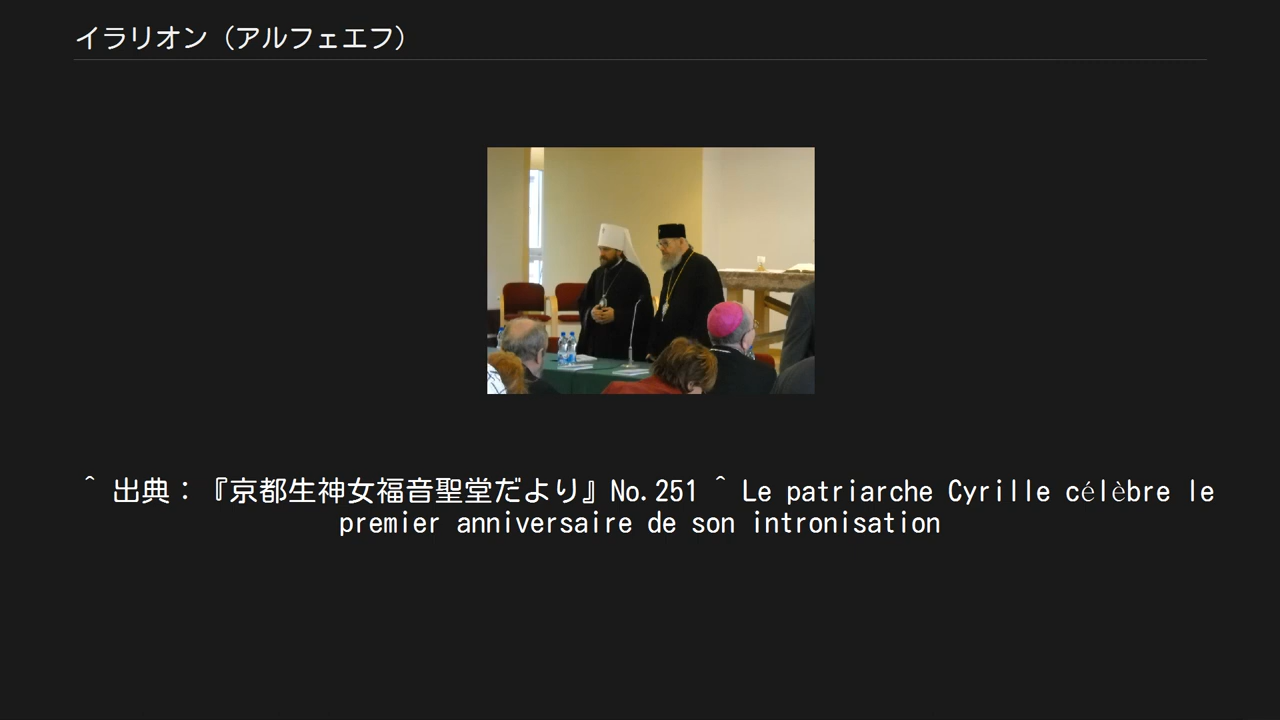 イラリオン（アルフェエフ）
^ 出典：『京都生神女福音聖堂だより』No.251 ^ Le patriarche Cyrille célèbre le
premier anniversaire de son intronisation